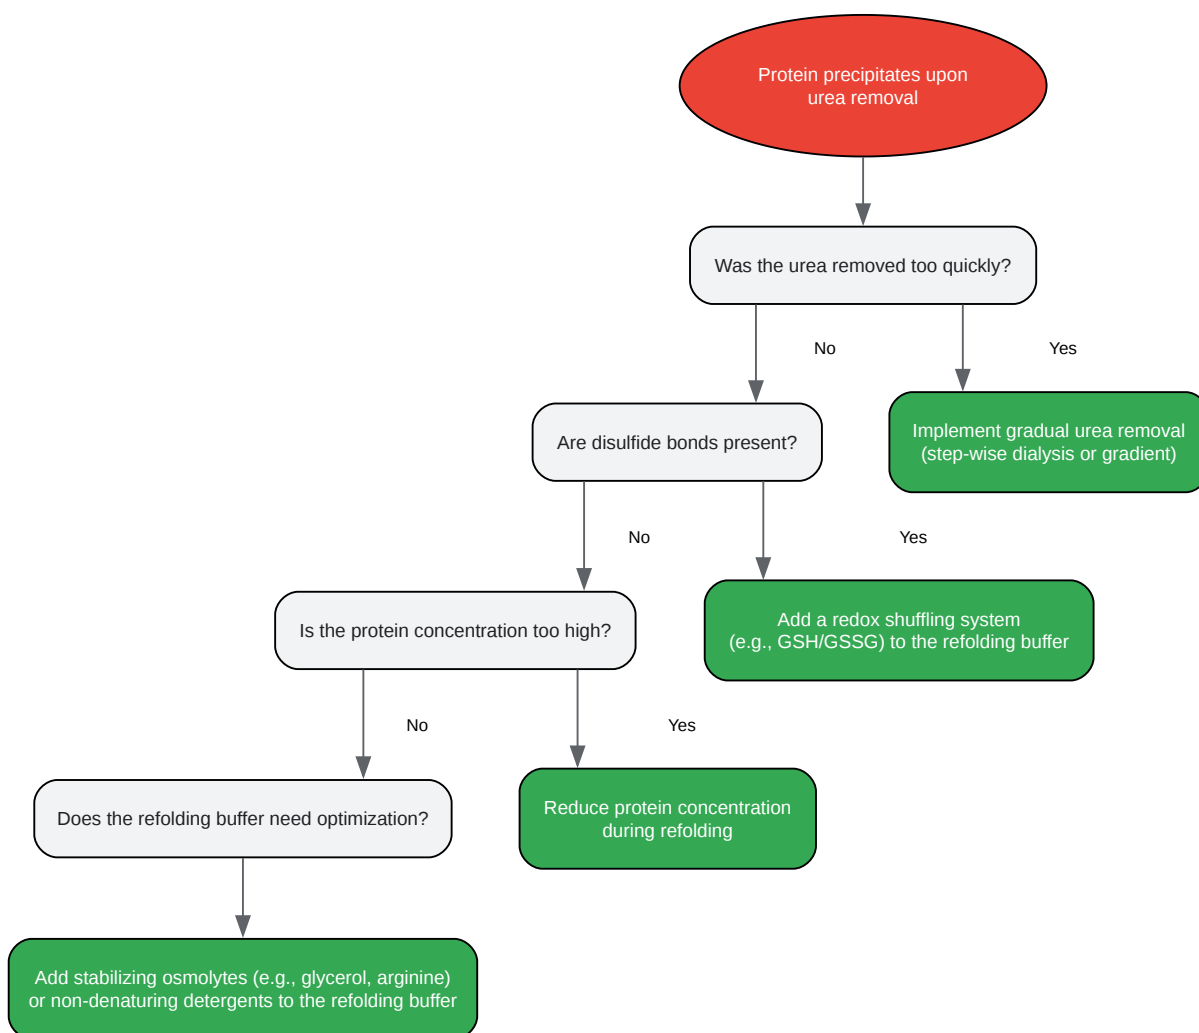 Protein precipitates upon
urea removal
Was the urea removed too quickly?
No
Yes
Implement gradual urea removal
(step-wise dialysis or gradient)
Are disulfide bonds present?
No
Yes
Add a redox shuffling system
(e.g., GSH/GSSG) to the refolding buffer
Is the protein concentration too high?
No
Yes
Reduce protein concentration
during refolding
Does the refolding buffer need optimization?
Add stabilizing osmolytes (e.g., glycerol, arginine)
or non-denaturing detergents to the refolding buffer